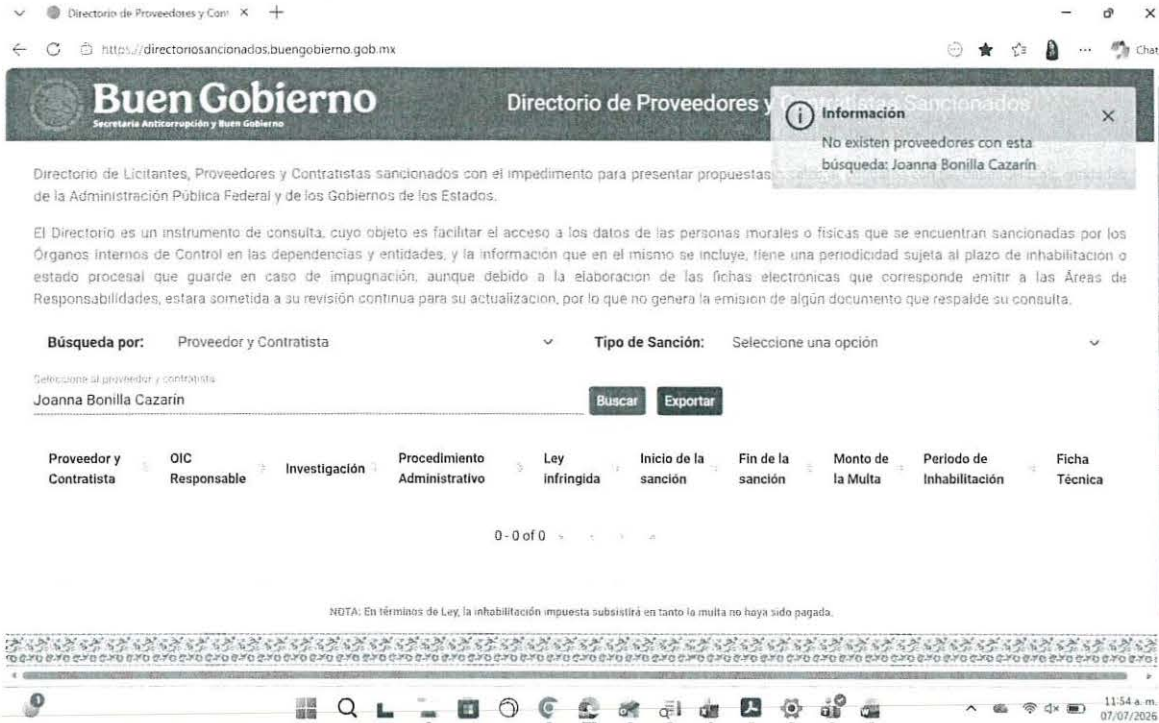 Directorio de Proveedores y Con
https://directoriosancionados.buengobierno.gob.mx
Chat
Buen Gobierno
Secretaría Anticorrupción y Buen Gobierno
Directorio de Proveedores y Contratistas Sancionados
Información
No existen proveedores con esta
búsqueda: Joanna Bonilla Cazarín
Directorio de Licitantes, Proveedores y Contratistas sancionados con el impedimento para presentar propuestas
de la Administración Pública Federal y de los Gobiernos de los Estados.
El Directorio es un instrumento de consulta, cuyo objeto es facilitar el acceso a los datos de las personas morales o físicas que se encuentran sancionadas por los
Órganos Internos de Control en las dependencias y entidades, y la información que en el mismo se incluye, tiene una periodicidad sujeta al plazo de inhabilitación o
estado procesal que guarde en caso de impugnación, aunque debido a la elaboración de las fichas electrónicas que corresponde emitir a las Áreas de
Responsabilidades, estara sometida a su revisión continua para su actualización, por lo que no genera la emisión de algún documento que respalde su consulta.
Búsqueda por: Proveedor y Contratista Tipo de Sanción: Seleccione una opción
Seleccione al proveedor y contratista
Joanna Bonilla Cazarín Buscar Exportar
Proveedor y Contratista OIC Responsable Investigación Procedimiento Administrativo Ley infringida Inicio de la sanción Fin de la sanción Monto de la Multa Periodo de Inhabilitación Ficha Técnica
0 - 0 of 0
NOTA: En términos de Ley, la inhabilitación impuesta subsistirá en tanto la multa no haya sido pagada.
11:54 a. m.
07/07/2026